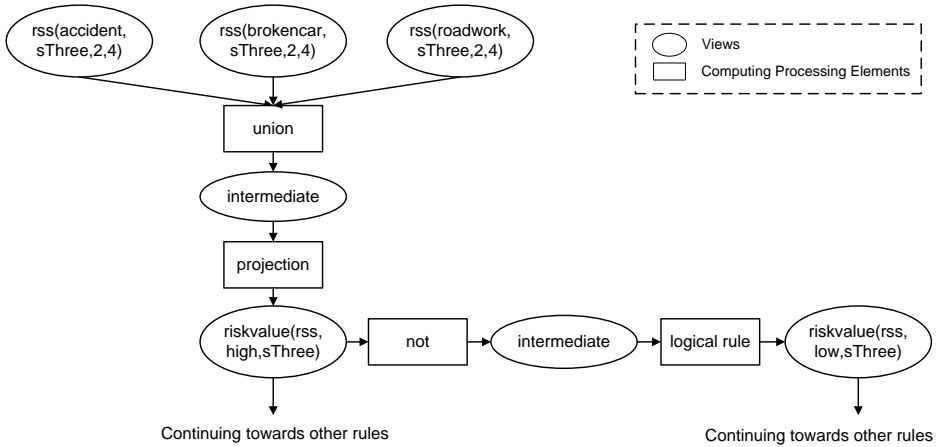 rss(accident,
sThree,2,4)
rss(brokencar,
sThree,2,4)
rss(roadwork,
sThree,2,4)
Views
Computing Processing Elements
union
intermediate
projection
riskvalue(rss,
high,sThree)
not
intermediate
logical rule
riskvalue(rss,
low,sThree)
Continuing towards other rules
Continuing towards other rules